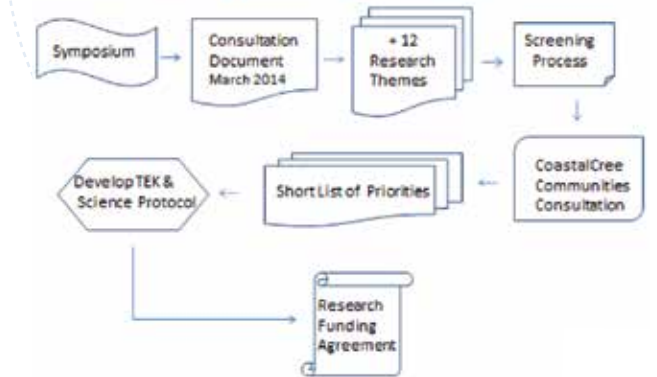 Symposium
Consultation
Document
March 2014
+ 12
Research
Themes
Screening
Process
CoastalCree
Communities
Consultation
Short List of Priorities
Develop TEK &
Science Protocol
Research
Funding
Agreement